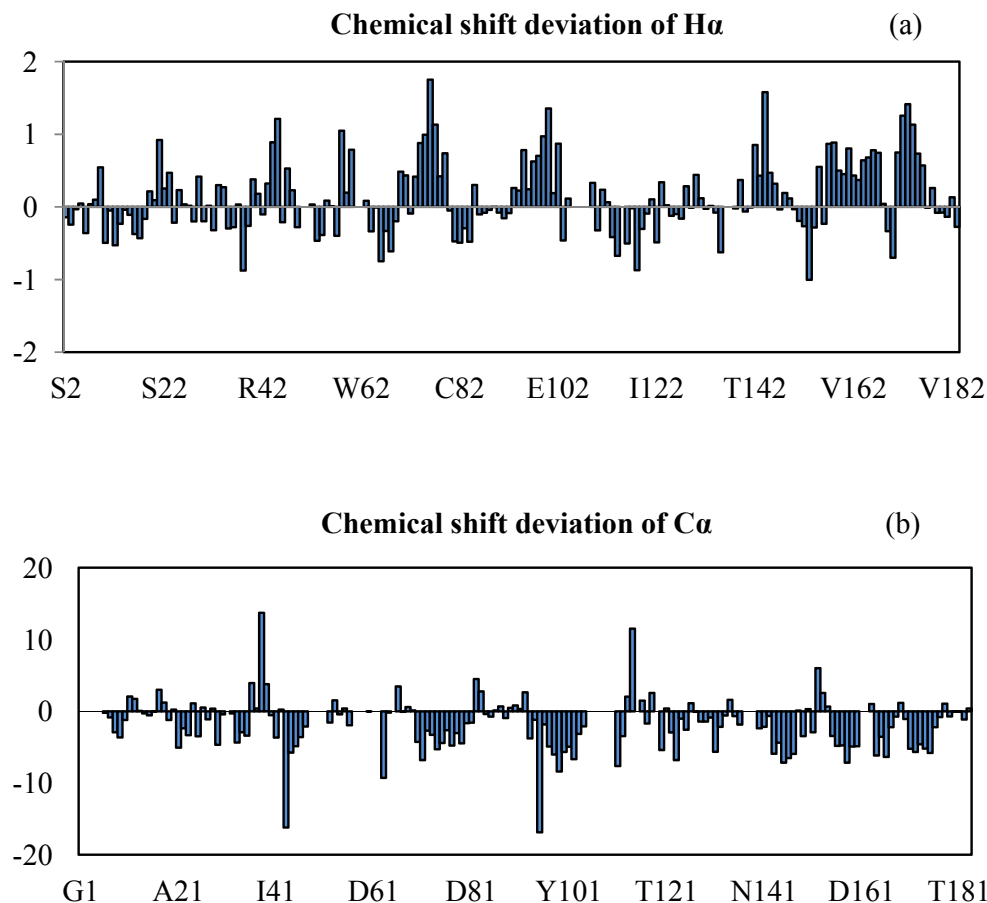 Chemical shift deviation of Hα (a)
2
1
0
-1
-2
S2 S22 R42 W62 C82 E102 I122 T142 V162 V182
Chemical shift deviation of Cα (b)
20
10
0
-10
-20
G1 A21 I41 D61 D81 Y101 T121 N141 D161 T181